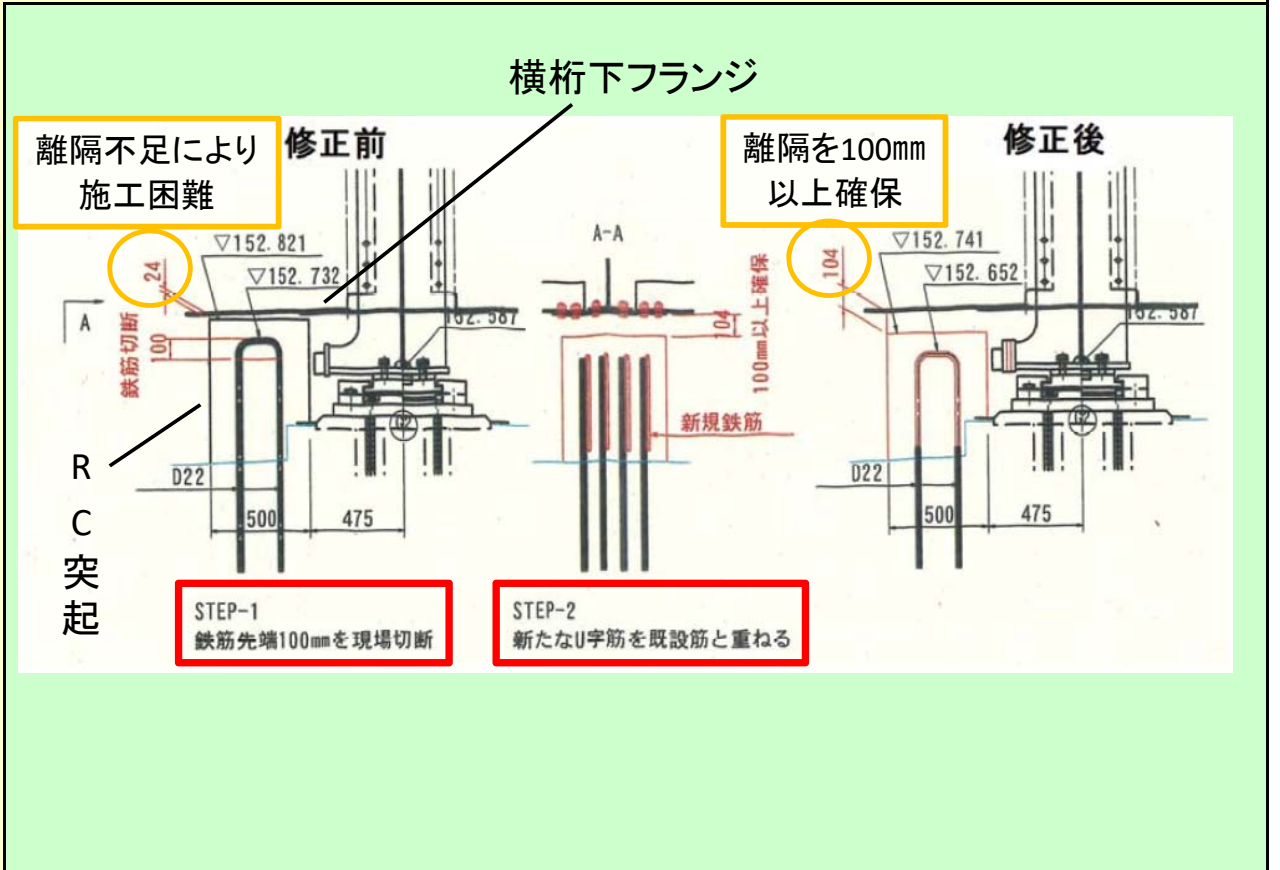 横桁下フランジ
離隔不足により
施工困難
修正前
離隔を100㎜
以上確保
修正後
▽152.821
24
▽152.732
A
鉄筋切断
100
D22
500
475
RC突起
A-A
104
100mm以上確保
新規鉄筋
▽152.741
104
▽152.652
D22
500
475
STEP-1
鉄筋先端100㎜を現場切断
STEP-2
新たなU字筋を既設筋と重ねる